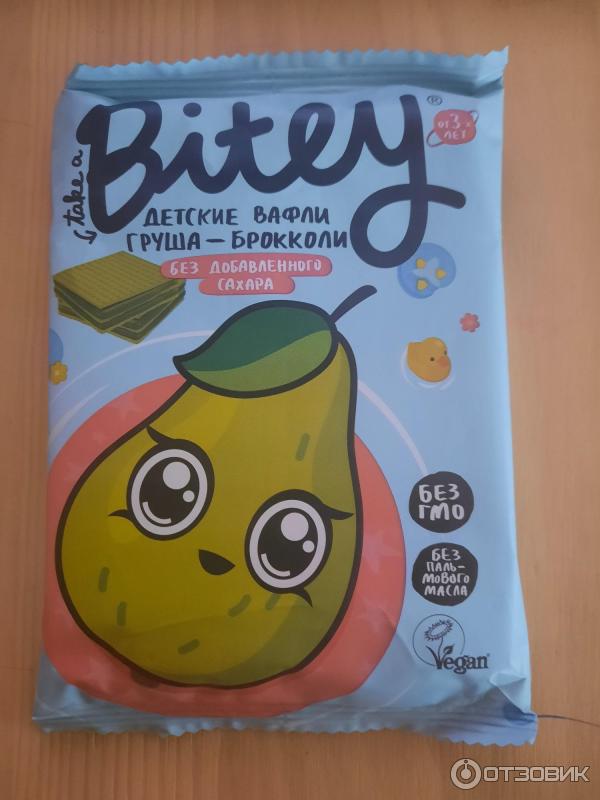 take a
Bitey®
от 3х
лет
ДЕТСКИЕ ВАФЛИ
ГРУША – БРОККОЛИ
БЕЗ ДОБАВЛЕННОГО
САХАРА
БЕЗ
ГМО
БЕЗ
ПАЛЬ-
МОВОГО
МАСЛА
Vegan
ОТЗОВИК